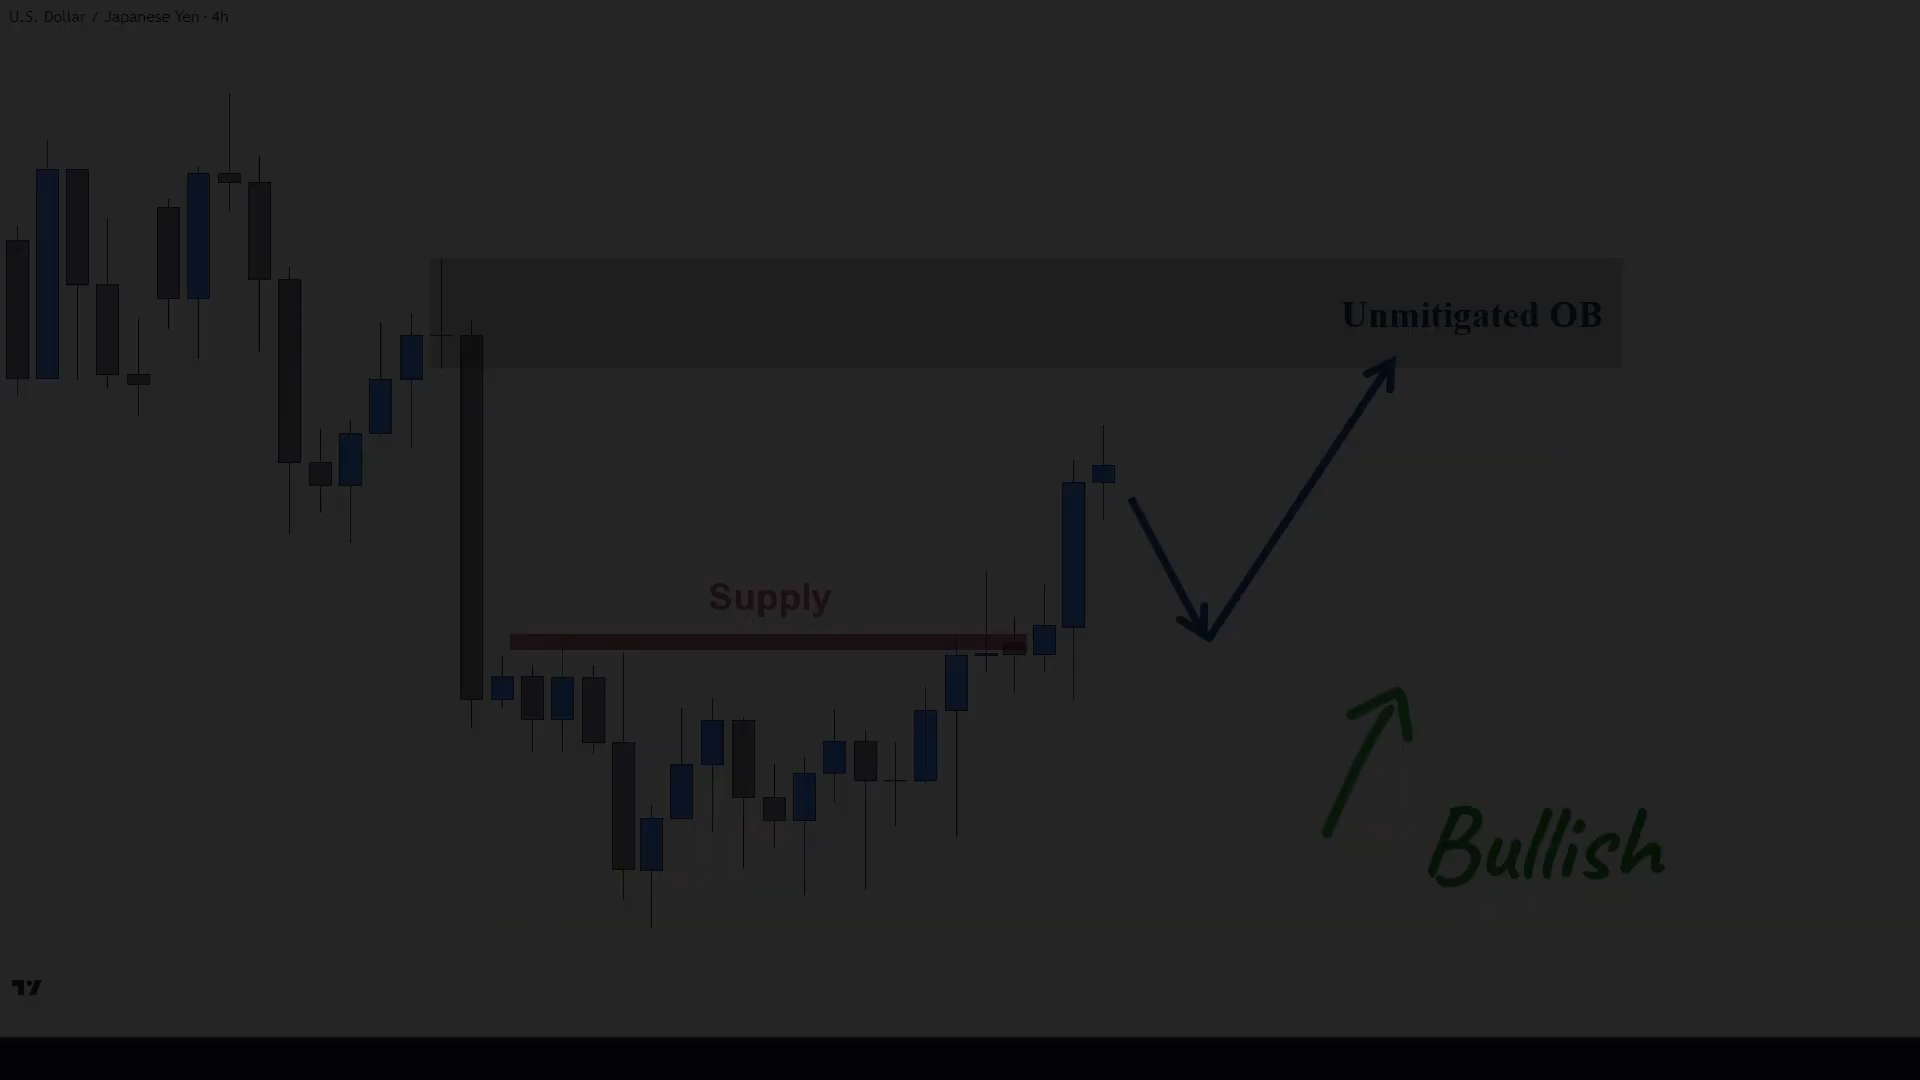 U.S. Dollar / Japanese Yen · 4h
Unmitigated OB
Supply
Bullish